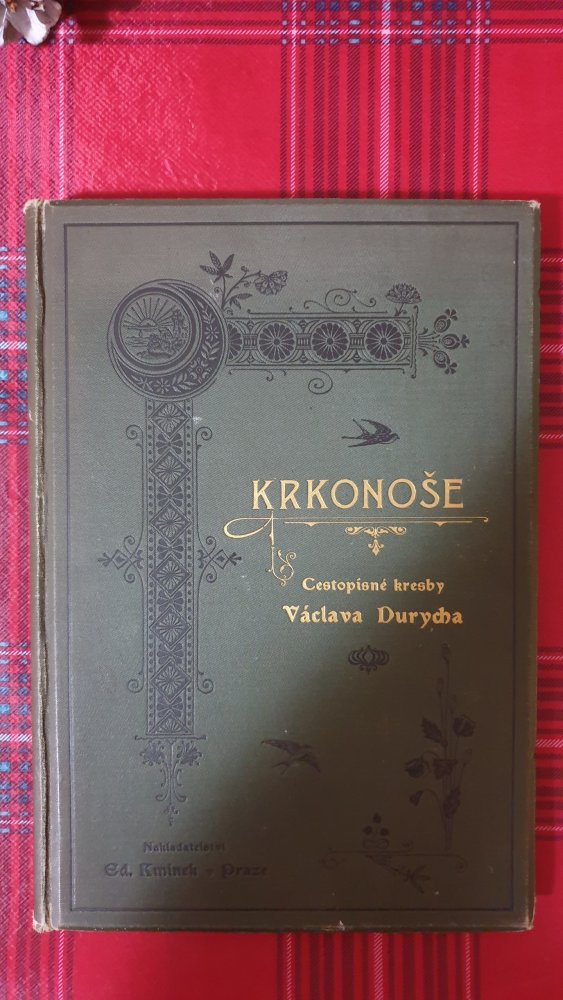 KRKONOŠE
Cestopisné kresby
Václava Durycha
Nakladatelství
Ed. Kminek v Praze